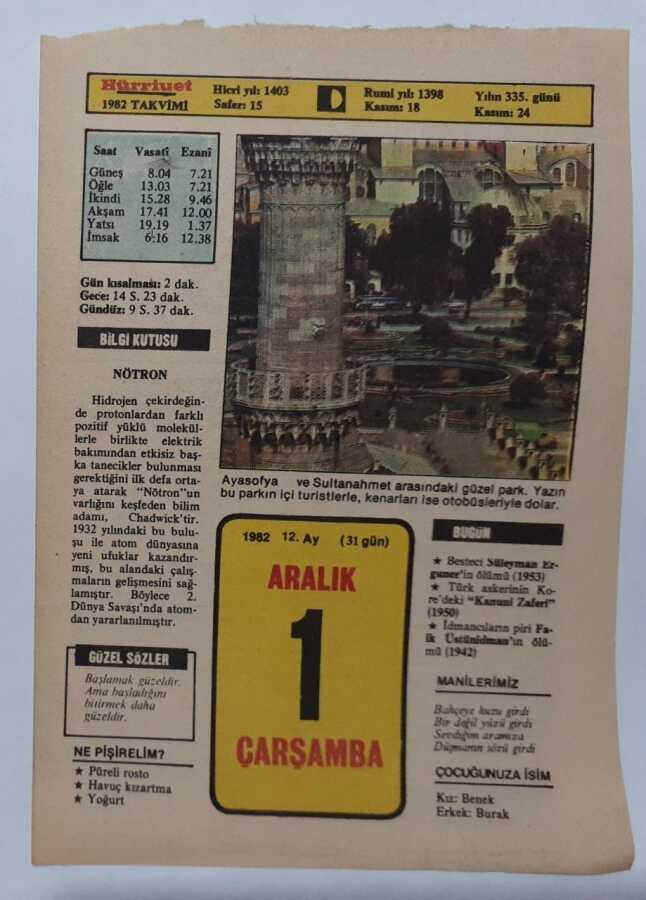 Hürriyet
1982 TAKVİMİ
Hicri yıl: 1403
Safer: 15
Rumî yılı: 1398
Kasım: 18
Yılın 335. günü
Kasım: 24
Saat Vasatî Ezanî
Güneş 8.04 7.21
Öğle 13.03 7.21
İkindi 15.28 9.46
Akşam 17.41 12.00
Yatsı 19.19 1.37
İmsak 6.16 12.38
Gün kısalması: 2 dak.
Gece: 14 S. 23 dak.
Gündüz: 9 S. 37 dak.
BİLGİ KUTUSU
NÖTRON
Hidrojen çekirdeğin-
de protonlardan farklı
pozitif yüklü molekül-
lerle birlikte elektrik
bakımından etkisiz baş-
ka tanecikler bulunması
gerektiğini ilk defa orta-
ya atarak "Nötron"un
varlığını keşfeden bilim
adamı, Chadwick'tir.
1932 yılındaki bu bulu-
şu ile atom dünyasına
yeni ufuklar kazandır-
mış, bu alandaki çalış-
maların gelişmesini sağ-
lamıştır. Böylece 2.
Dünya Savaşı'nda atom-
dan yararlanılmıştır.
GÜZEL SÖZLER
Başlamak güzeldir.
Ama başladığını
bitirmek daha
güzeldir.
NE PİŞİRELİM?
★ Püreli rosto
★ Havuç kızartma
★ Yoğurt
Ayasofya ve Sultanahmet arasındaki güzel park. Yazın
bu parkın içi turistlerle, kenarları ise otobüsleriyle dolar.
1982 12. Ay (31 gün)
ARALIK
1
ÇARŞAMBA
BUGÜN
★ Besteci Süleyman Er-
guner'in ölümü (1953)
★ Türk askerinin Ko-
re'deki "Kanuni Zaferi"
(1950)
★ İdmancıların piri Fa-
ik Üstünidman'ın ölü-
mü (1942)
MANİLERİMİZ
Bahçeye kuzu girdi
Bir değil yüzü girdi
Sevdiğim aramıza
Düşmanın sözü girdi
ÇOCUĞUNUZA İSİM
Kız: Benek
Erkek: Burak